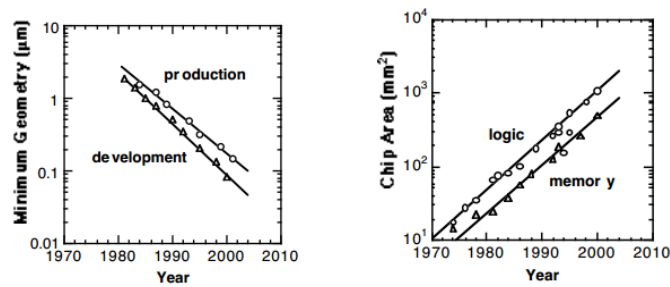 Minimum Geometry (μm)
10
1
0.1
0.01
production
development
1970
1980
1990
2000
2010
Year
Chip Area (mm²)
10⁴
10³
10²
10¹
logic
memor y
1970
1980
1990
2000
2010
Year